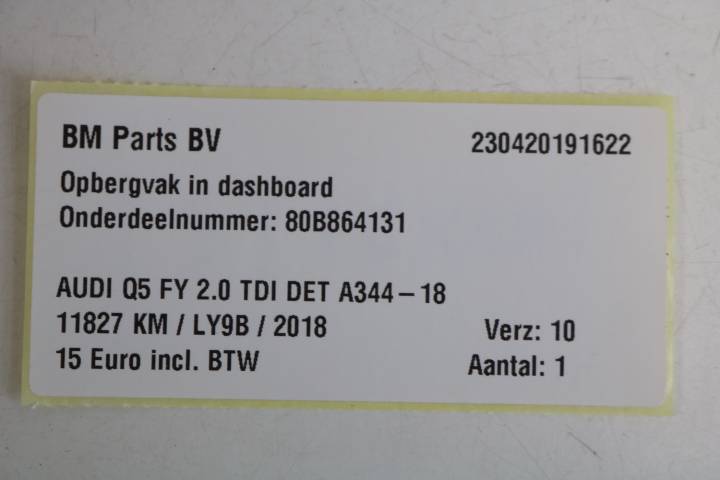 BM Parts BV 230420191622
Opbergvak in dashboard
Onderdeelnummer: 80B864131
AUDI Q5 FY 2.0 TDI DET A344-18
11827 KM / LY9B / 2018 Verz: 10
15 Euro incl. BTW Aantal: 1